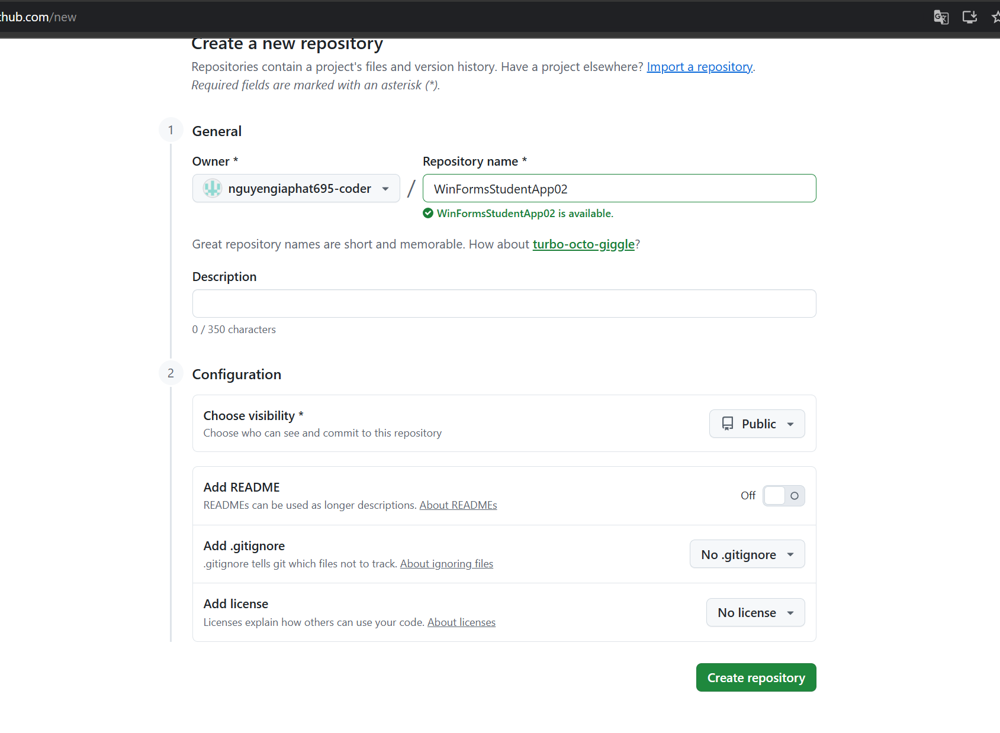 thub.com/new
Create a new repository
Repositories contain a project's files and version history. Have a project elsewhere? Import a repository.
Required fields are marked with an asterisk (*).
1
General
Owner *
Repository name *
nguyengiaphat695-coder
/
WinFormsStudentApp02
WinFormsStudentApp02 is available.
Great repository names are short and memorable. How about turbo-octo-giggle?
Description
0 / 350 characters
2
Configuration
Choose visibility *
Choose who can see and commit to this repository
Public
Add README
READMEs can be used as longer descriptions. About READMEs
Off
Add .gitignore
.gitignore tells git which files not to track. About ignoring files
No .gitignore
Add license
Licenses explain how others can use your code. About licenses
No license
Create repository